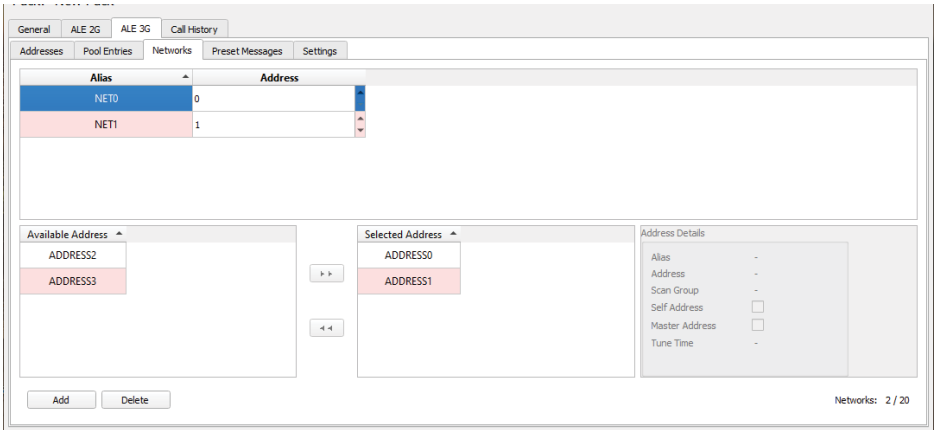 General ALE 2G ALE 3G Call History
Addresses Pool Entries Networks Preset Messages Settings
Alias Address
NET0 0
NET1 1
Available Address
ADDRESS2
ADDRESS3
Selected Address
ADDRESS0
ADDRESS1
Address Details
Alias -
Address -
Scan Group -
Self Address
Master Address
Tune Time -
Add Delete
Networks: 2 / 20